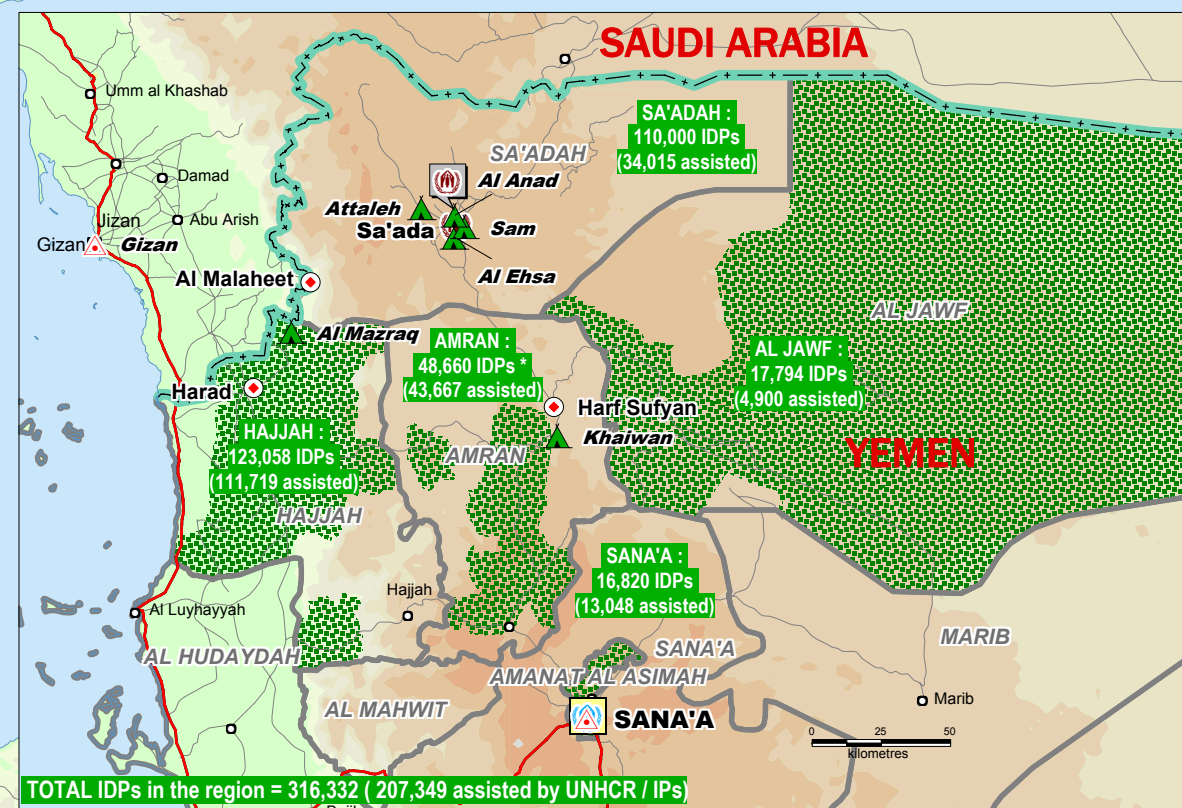 SAUDI ARABIA
Umm al Khashab
SA'ADAH :
110,000 IDPs
(34,015 assisted)
SA'ADAH
Damad
Al Anad
Attaleh
Jizan
Abu Arish
Sa'ada
Sam
Gizan
Gizan
Al Ehsa
Al Malaheet
AL JAWF
Al Mazraq
AMRAN :
48,660 IDPs *
(43,667 assisted)
AL JAWF :
17,794 IDPs
(4,900 assisted)
Harad
Harf Sufyan
Khaiwan
HAJJAH :
123,058 IDPs
(111,719 assisted)
AMRAN
YEMEN
HAJJAH
SANA'A :
16,820 IDPs
(13,048 assisted)
Hajjah
Al Luyhayyah
MARIB
SANA'A
AL HUDAYDAH
AMANAT AL ASIMAH
Marib
AL MAHWIT
SANA'A
0 25 50
kilometres
TOTAL IDPs in the region = 316,332 ( 207,349 assisted by UNHCR / IPs)